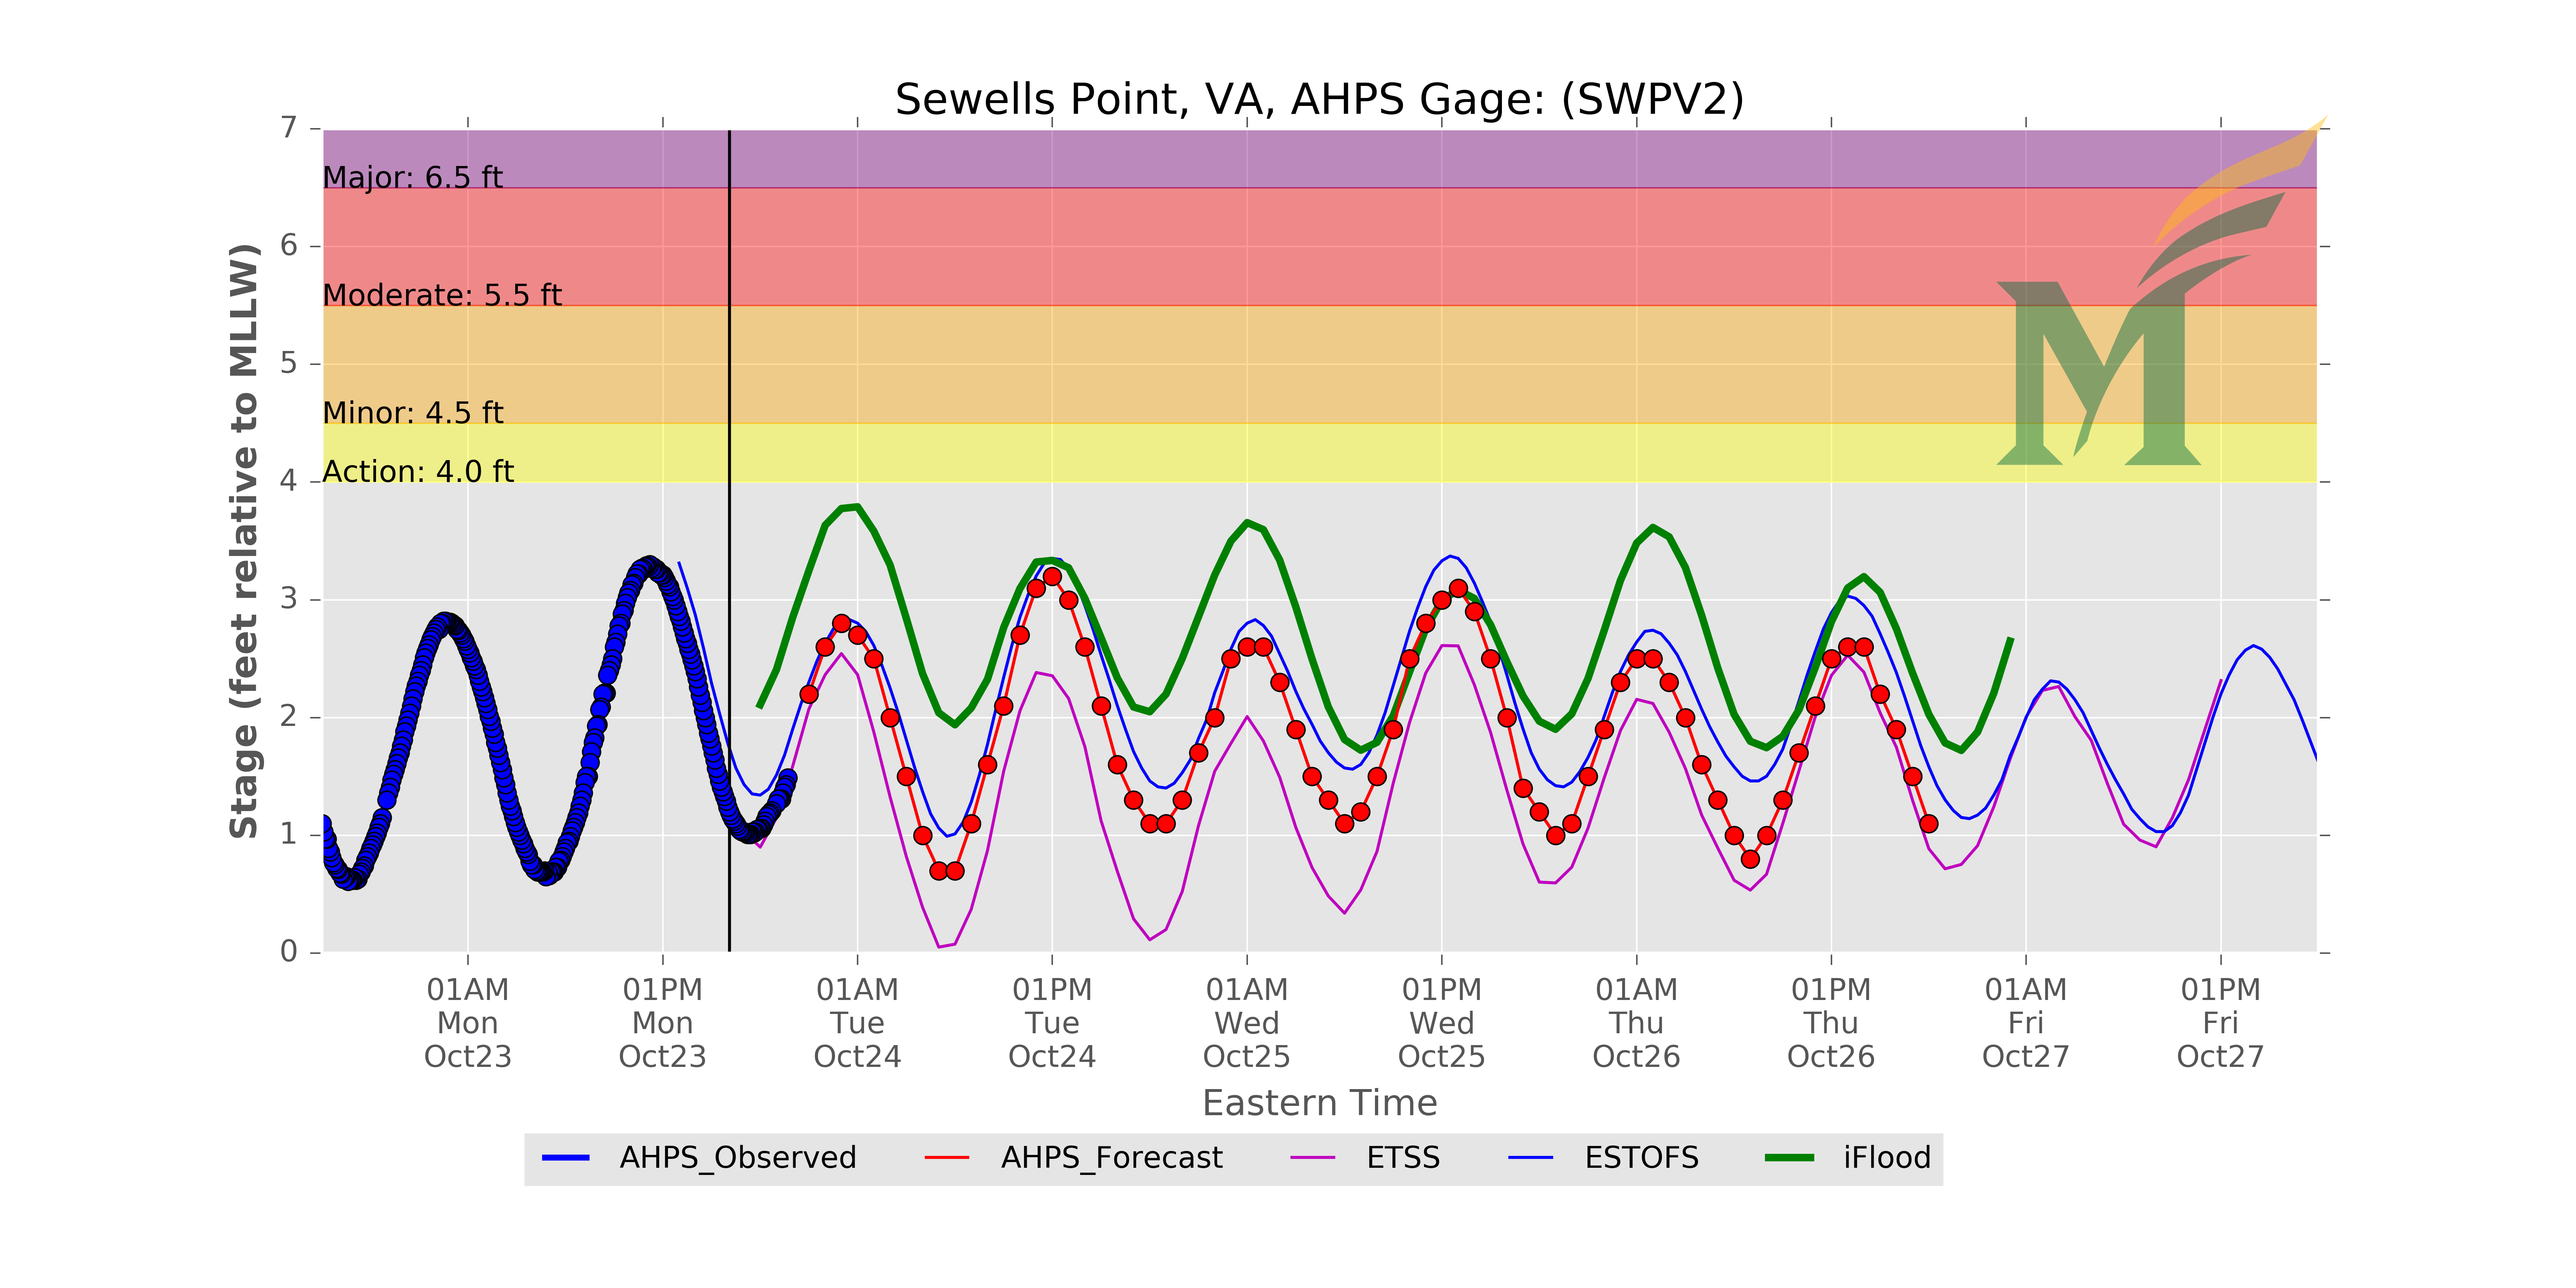 Sewells Point, VA, AHPS Gage: (SWPV2)
Stage (feet relative to MLLW)
7
Major: 6.5 ft
6
Moderate: 5.5 ft
5
Minor: 4.5 ft
Action: 4.0 ft
4
3
2
1
0
01AM 01PM 01AM 01PM 01AM 01PM 01AM 01PM 01AM 01PM
Mon Mon Tue Tue Wed Wed Thu Thu Fri Fri
Oct23 Oct23 Oct24 Oct24 Oct25 Oct25 Oct26 Oct26 Oct27 Oct27
Eastern Time
AHPS_Observed AHPS_Forecast ETSS ESTOFS iFlood
M